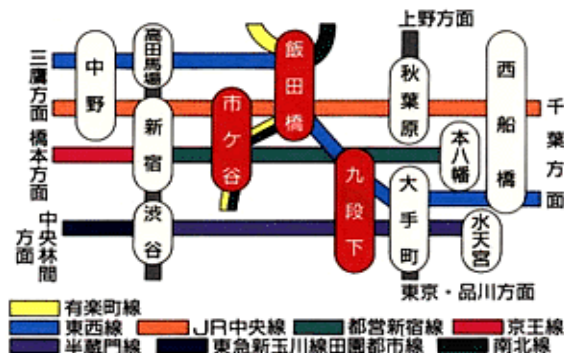 上野方面
三鷹方面
橋本方面
中央林間方面
中野
高田馬場
新宿
渋谷
市ケ谷
飯田橋
九段下
秋葉原
大手町
本八幡
水天宮
西船橋
千葉方面
東京・品川方面
有楽町線
東西線
JR中央線
都営新宿線
京王線
半蔵門線
東急新玉川線田園都市線
南北線